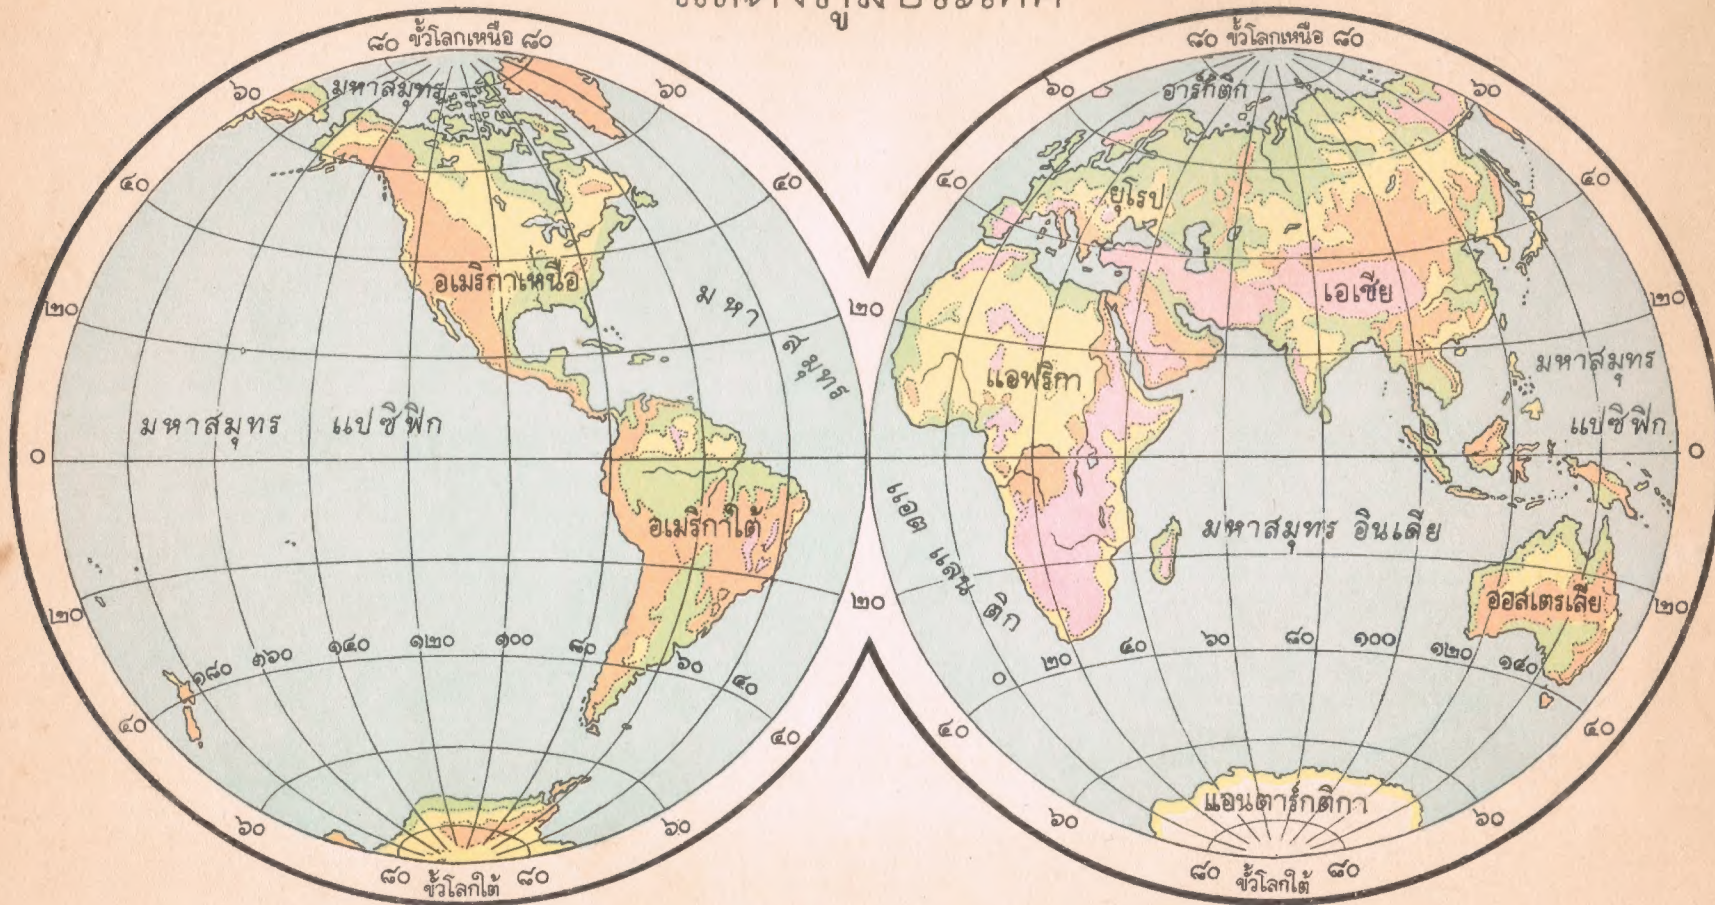 แสดงภูมิประเทศ
๘๐ ขั้วโลกเหนือ ๘๐
๖๐ มหาสมุทร ๖๐
๔๐ ๔๐
อเมริกาเหนือ
๒๐ มหา ๒๐
สมุทร
มหาสมุทร แปซิฟิก
๐
อเมริกาใต้
๒๐ ๒๐
๑๘๐ ๑๖๐ ๑๔๐ ๑๒๐ ๑๐๐ ๘๐ ๖๐ ๔๐
๔๐ ๔๐
๖๐ ๖๐
๘๐ ขั้วโลกใต้ ๘๐
๘๐ ขั้วโลกเหนือ ๘๐
๖๐ อาร์กติก ๖๐
๔๐ ๔๐
ยุโรป
เอเชีย
๒๐
แอฟริกา
มหาสมุทร
แปซิฟิก
๐
แอต แลน ติก
มหาสมุทร อินเดีย
ออสเตรเลีย
๒๐
๐ ๒๐ ๔๐ ๖๐ ๘๐ ๑๐๐ ๑๒๐ ๑๔๐
๔๐ ๔๐
แอนตาร์กติกา
๖๐ ๖๐
๘๐ ขั้วโลกใต้ ๘๐